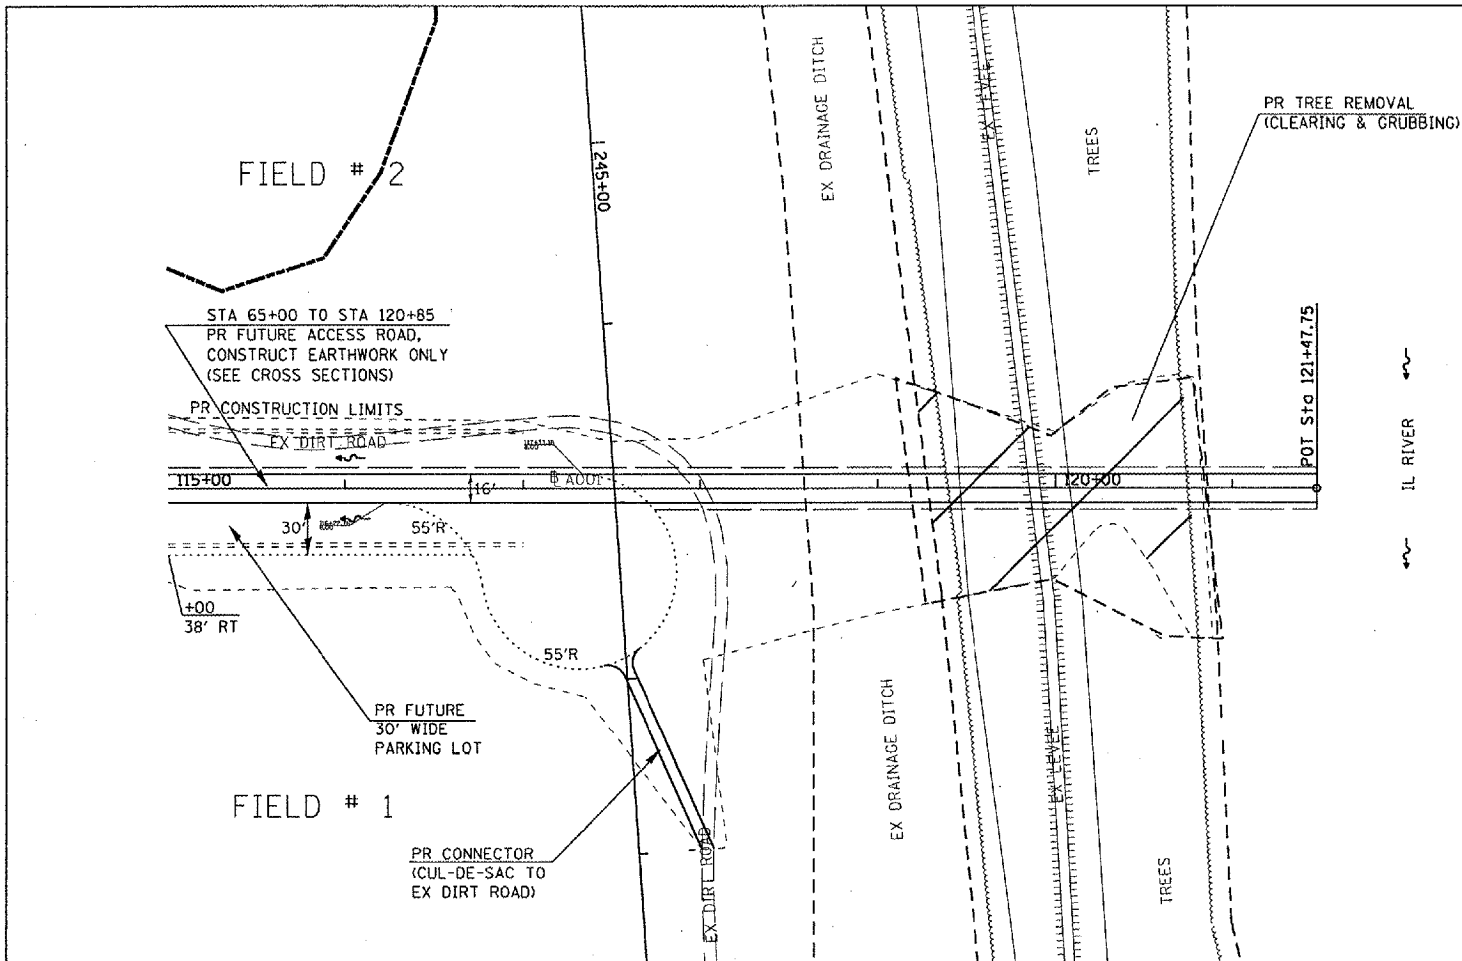 PR TREE REMOVAL
(CLEARING & GRUBBING)
EX DRAINAGE DITCH
EX LEVEE
TREES
FIELD # 2
245+00
STA 65+00 TO STA 120+85
PR FUTURE ACCESS ROAD,
CONSTRUCT EARTHWORK ONLY
(SEE CROSS SECTIONS)
PR CONSTRUCTION LIMITS
EX DIRT ROAD
POT Sta 121+47.75
IL RIVER
115+00
16'
120+00
30'
55'R
+00
38' RT
55'R
PR FUTURE
30' WIDE
PARKING LOT
FIELD # 1
EX DRAINAGE DITCH
EX LEVEE
PR CONNECTOR
(CUL-DE-SAC TO
EX DIRT ROAD)
EX DIRT ROAD
TREES